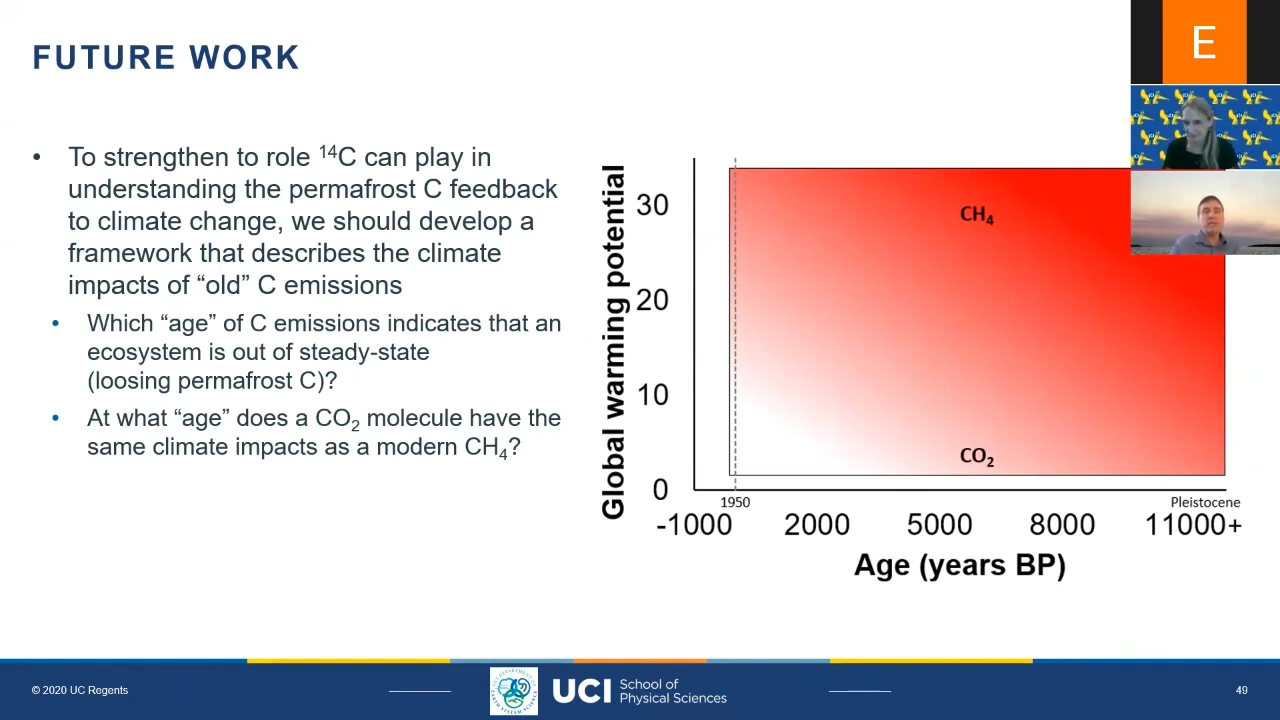 FUTURE WORK
E
• To strengthen to role ¹⁴C can play in
understanding the permafrost C feedback
to climate change, we should develop a
framework that describes the climate
impacts of “old” C emissions
• Which “age” of C emissions indicates that an
ecosystem is out of steady-state
(loosing permafrost C)?
• At what “age” does a CO₂ molecule have the
same climate impacts as a modern CH₄?
Global warming potential
30
20
10
0
CH₄
CO₂
1950
Pleistocene
-1000 2000 5000 8000 11000+
Age (years BP)
© 2020 UC Regents
UCI School of
Physical Sciences
49